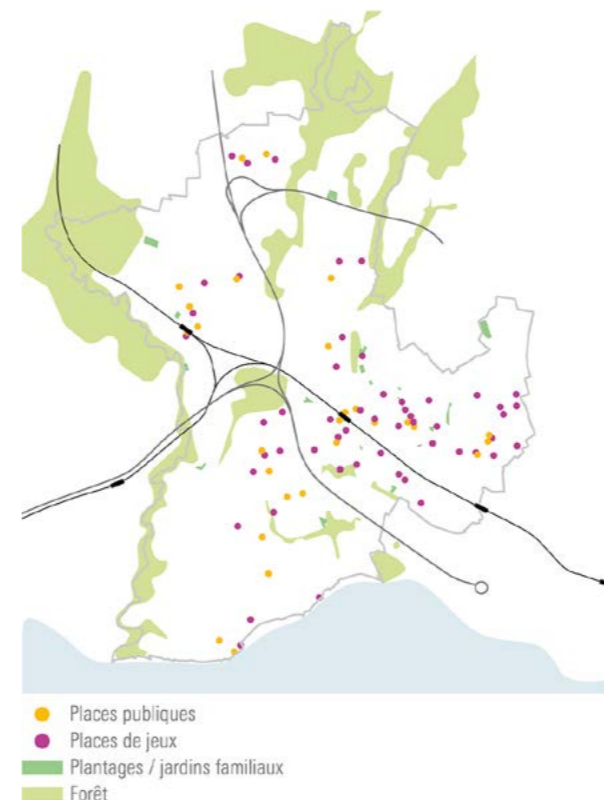 Places publiques
Places de jeux
Plantages / jardins familiaux
Forêt